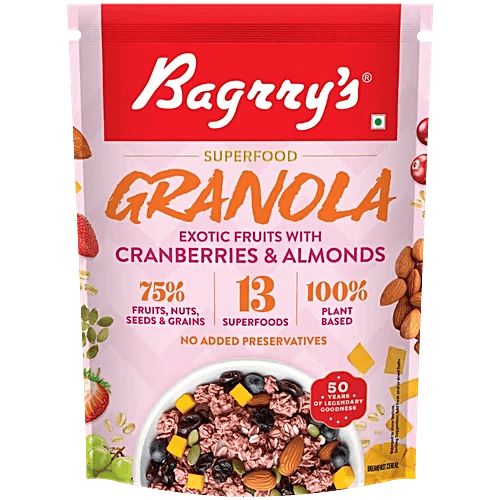 Bagrry's®
SUPERFOOD
GRANOLA
EXOTIC FRUITS WITH
CRANBERRIES & ALMONDS
75%
FRUITS, NUTS,
SEEDS & GRAINS
13
SUPERFOODS
100%
PLANT
BASED
NO ADDED PRESERVATIVES
50
YEARS
OF LEGENDARY
GOODNESS
BREAKFAST CEREAL